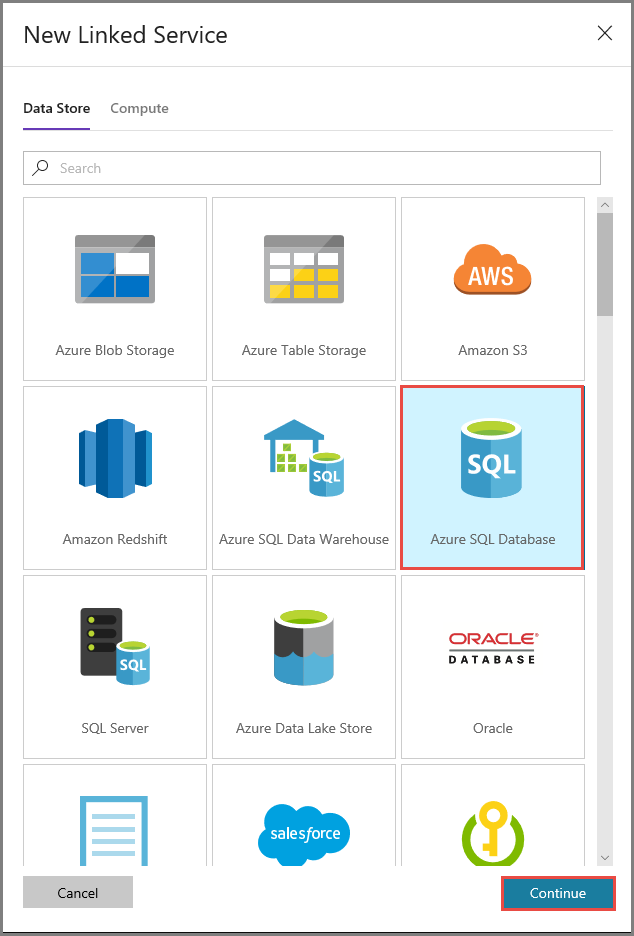 New Linked Service
Data Store
Compute
Search
AWS
Azure Blob Storage
Azure Table Storage
Amazon S3
SQL
SQL
Amazon Redshift
Azure SQL Data Warehouse
Azure SQL Database
SQL
ORACLE®
DATABASE
SQL Server
Azure Data Lake Store
Oracle
salesforce
Cancel
Continue